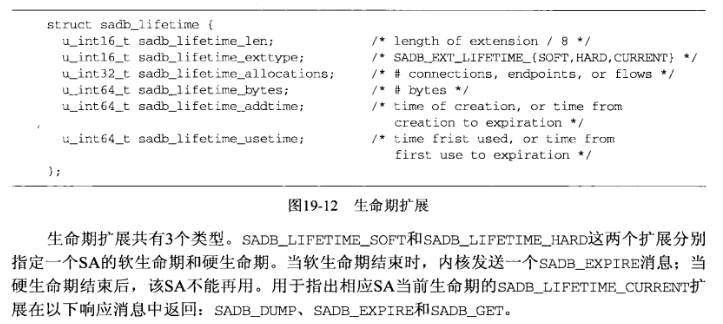 struct sadb_lifetime {
u_int16_t sadb_lifetime_len; /* length of extension / 8 */
u_int16_t sadb_lifetime_exttype; /* SADB_EXT_LIFETIME_{SOFT,HARD,CURRENT} */
u_int32_t sadb_lifetime_allocations; /* # connections, endpoints, or flows */
u_int64_t sadb_lifetime_bytes; /* # bytes */
u_int64_t sadb_lifetime_addtime; /* time of creation, or time from
creation to expiration */
u_int64_t sadb_lifetime_usetime; /* time frist used, or time from
first use to expiration */
};
图19-12 生命期扩展
生命期扩展共有3个类型。SADB_LIFETIME_SOFT和SADB_LIFETIME_HARD这两个扩展分别
指定一个SA的软生命期和硬生命期。当软生命期结束时，内核发送一个SADB_EXPIRE消息；当
硬生命期结束后，该SA不能再用。用于指出相应SA当前生命期的SADB_LIFETIME_CURRENT扩
展在以下响应消息中返回：SADB_DUMP、SADB_EXPIRE和SADB_GET。